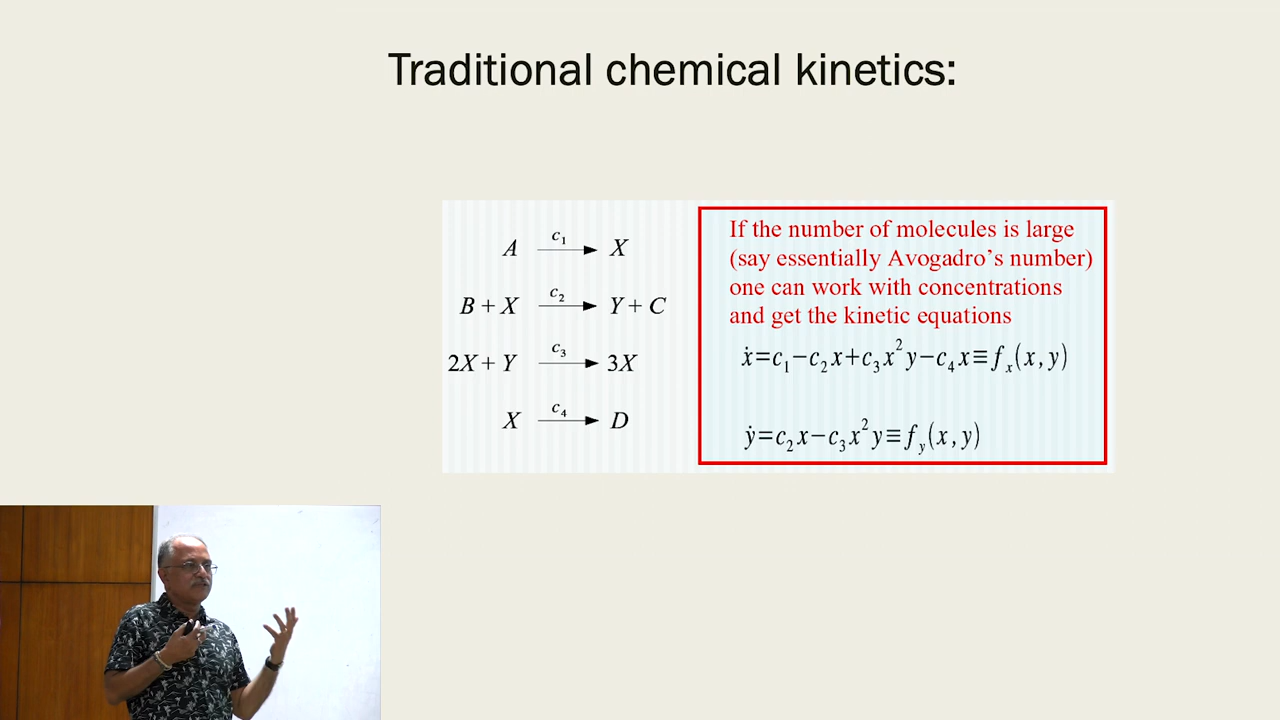 Traditional chemical kinetics:
A c₁ → X
B + X c₂ → Y + C
2X + Y c₃ → 3X
X c₄ → D
If the number of molecules is large
(say essentially Avogadro's number)
one can work with concentrations
and get the kinetic equations
ẋ=c₁−c₂x+c₃x²y−c₄x≡fₓ(x,y)
ẏ=c₂x−c₃x²y≡f_y(x,y)